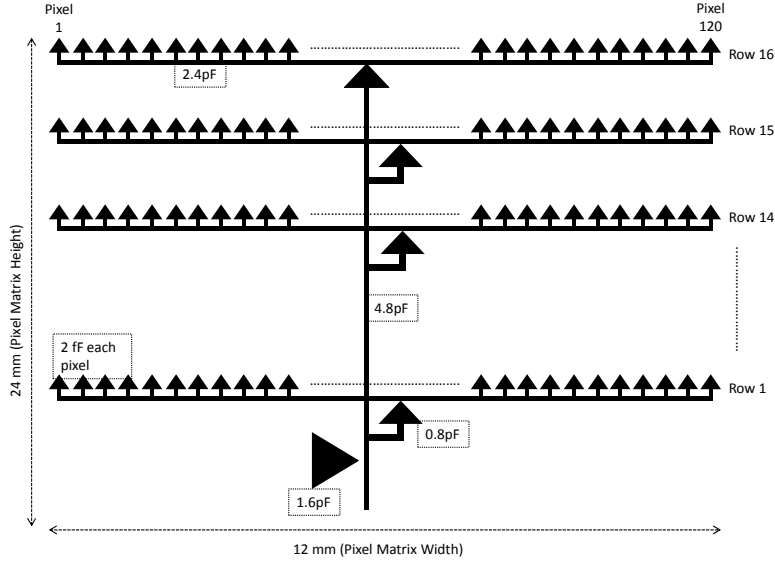 Pixel
1
Pixel
120
Row 16
2.4pF
Row 15
Row 14
4.8pF
2 fF each
pixel
Row 1
0.8pF
1.6pF
24 mm (Pixel Matrix Height)
12 mm (Pixel Matrix Width)